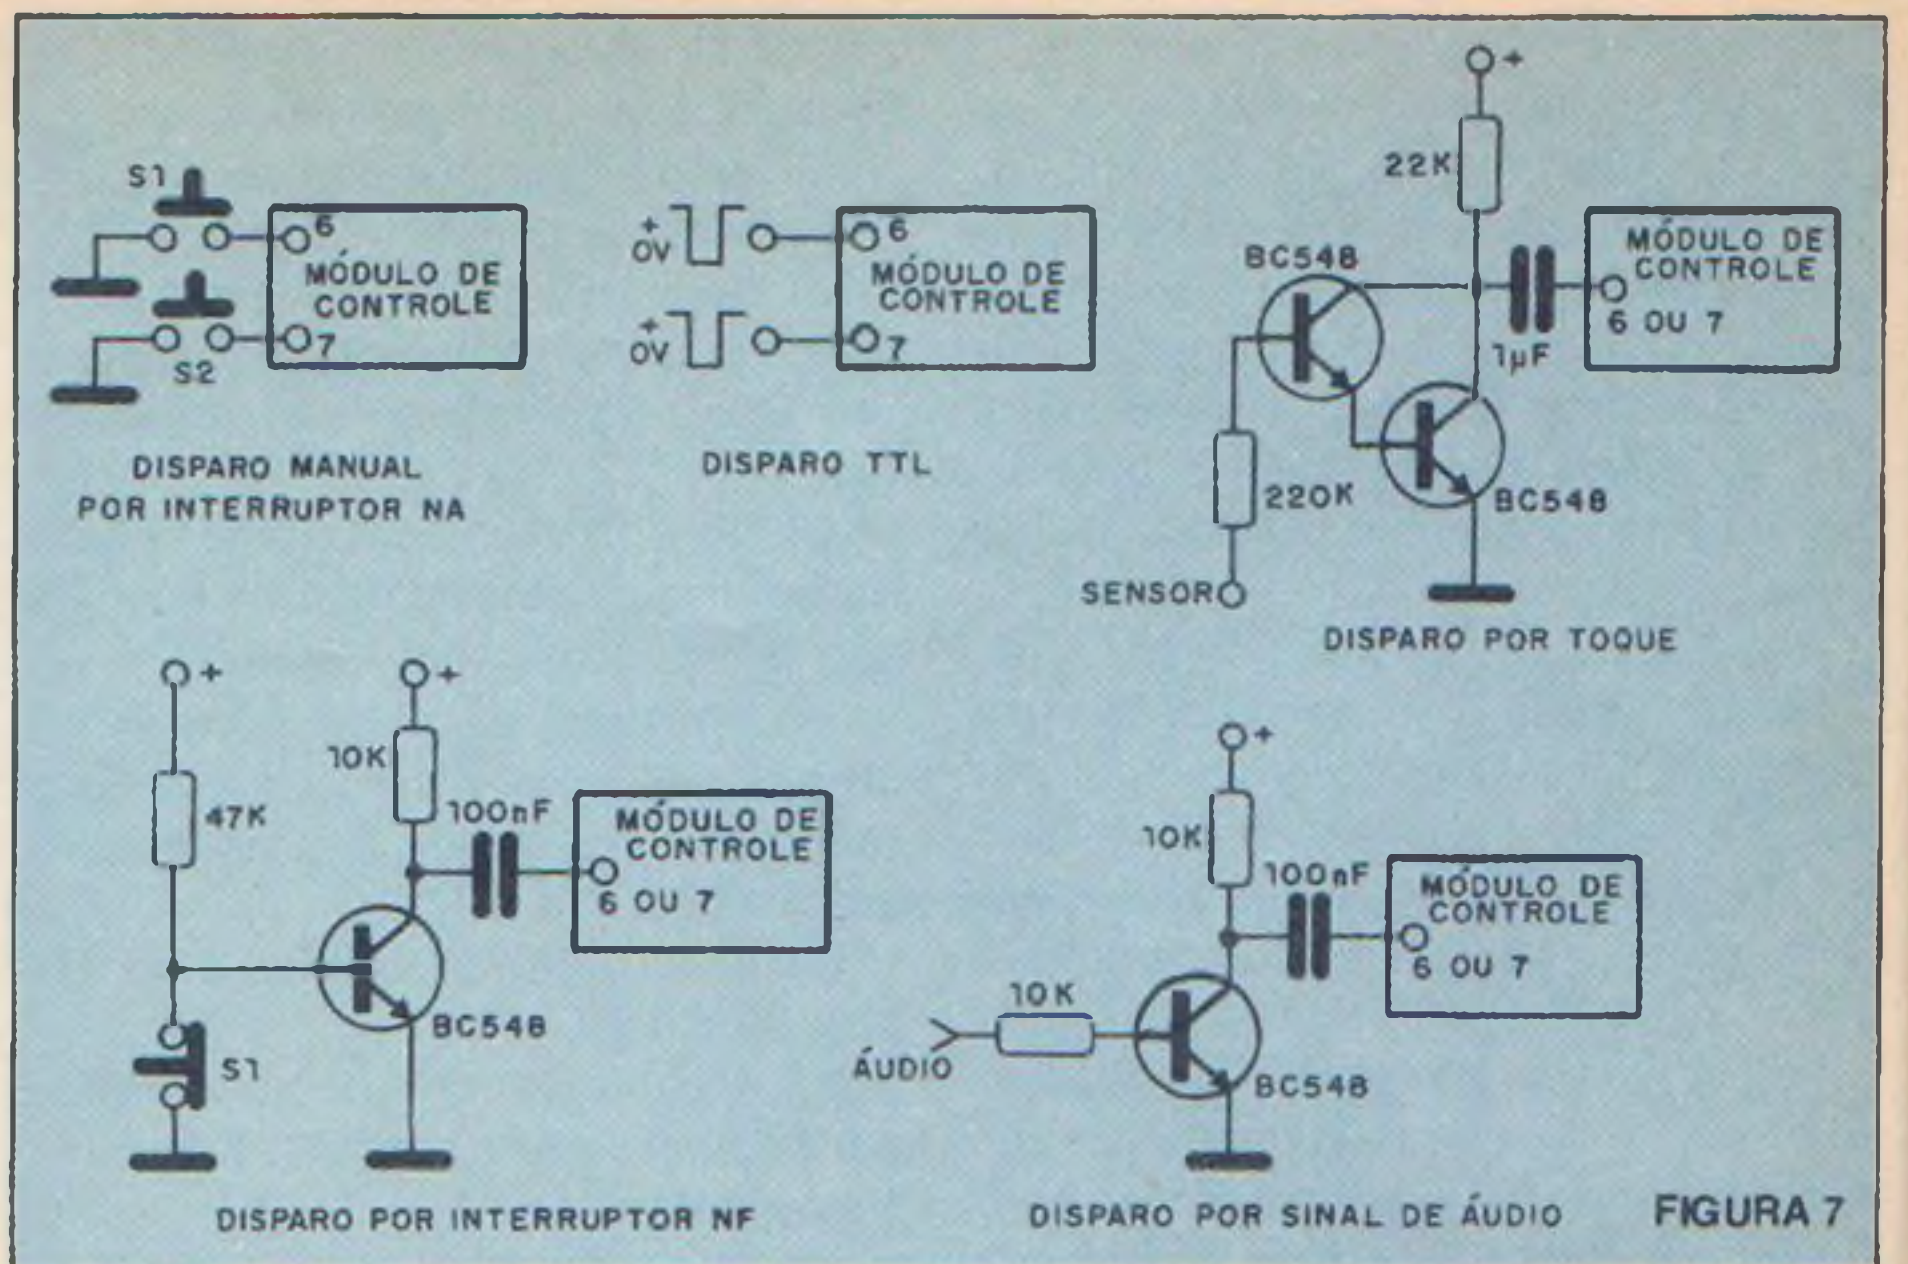 S1
6
MÓDULO DE
CONTROLE
7
S2
DISPARO MANUAL
POR INTERRUPTOR NA
+
0V
6
MÓDULO DE
CONTROLE
+
0V
7
DISPARO TTL
+
22K
BC548
MÓDULO DE
CONTROLE
6 OU 7
1µF
220K
BC548
SENSOR
DISPARO POR TOQUE
+
+
10K
47K
100nF
MÓDULO DE
CONTROLE
6 OU 7
BC548
S1
DISPARO POR INTERRUPTOR NF
+
10K
100nF
MÓDULO DE
CONTROLE
6 OU 7
10K
ÁUDIO
BC548
DISPARO POR SINAL DE ÁUDIO
FIGURA 7